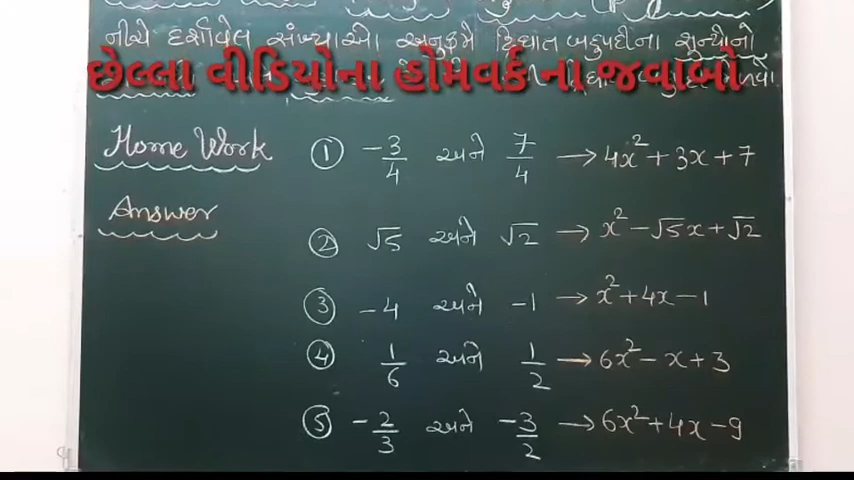 નીચે દર્શાવેલ સંખ્યાઓ અનુક્રમે દ્વિઘાત બહુપદીના શૂન્યોનો
છેલ્લા વીડિયોના હોમવર્ક ના જવાબો
Home Work
① -3/4 અને 7/4 → 4x² + 3x + 7
Answer
② √5 અને √2 → x² - √5x + √2
③ -4 અને -1 → x² + 4x - 1
④ 1/6 અને 1/2 → 6x² - x + 3
⑤ -2/3 અને -3/2 → 6x² + 4x - 9